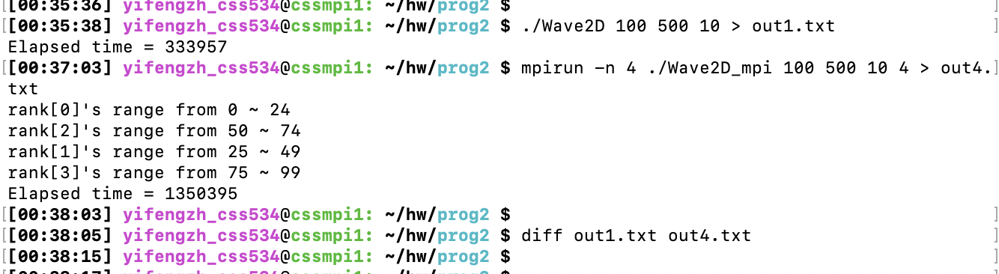 [[00:35:36] yifengzh_css534@cssmpi1: ~/hw/prog2 $ ]
[[00:35:38] yifengzh_css534@cssmpi1: ~/hw/prog2 $ ./Wave2D 100 500 10 > out1.txt ]
Elapsed time = 333957
[[00:37:03] yifengzh_css534@cssmpi1: ~/hw/prog2 $ mpirun -n 4 ./Wave2D_mpi 100 500 10 4 > out4.]
txt
rank[0]'s range from 0 ~ 24
rank[2]'s range from 50 ~ 74
rank[1]'s range from 25 ~ 49
rank[3]'s range from 75 ~ 99
Elapsed time = 1350395
[[00:38:03] yifengzh_css534@cssmpi1: ~/hw/prog2 $ ]
[[00:38:05] yifengzh_css534@cssmpi1: ~/hw/prog2 $ diff out1.txt out4.txt ]
[[00:38:15] yifengzh_css534@cssmpi1: ~/hw/prog2 $ ]